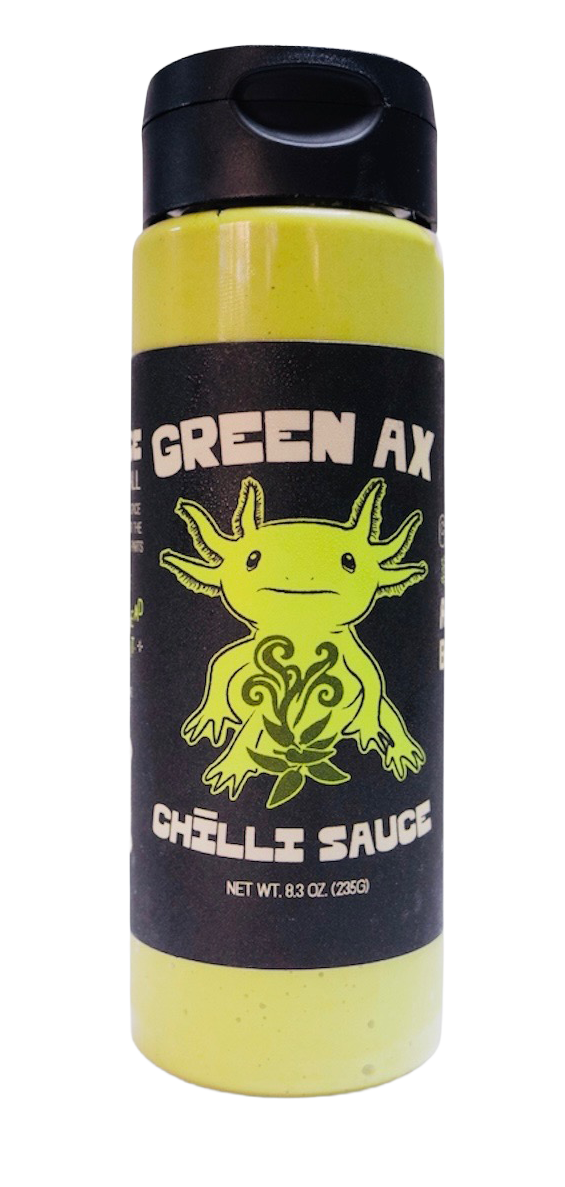 GREEN AX
CHĪLLI SAUCE
NET WT. 8.3 OZ. (235G)